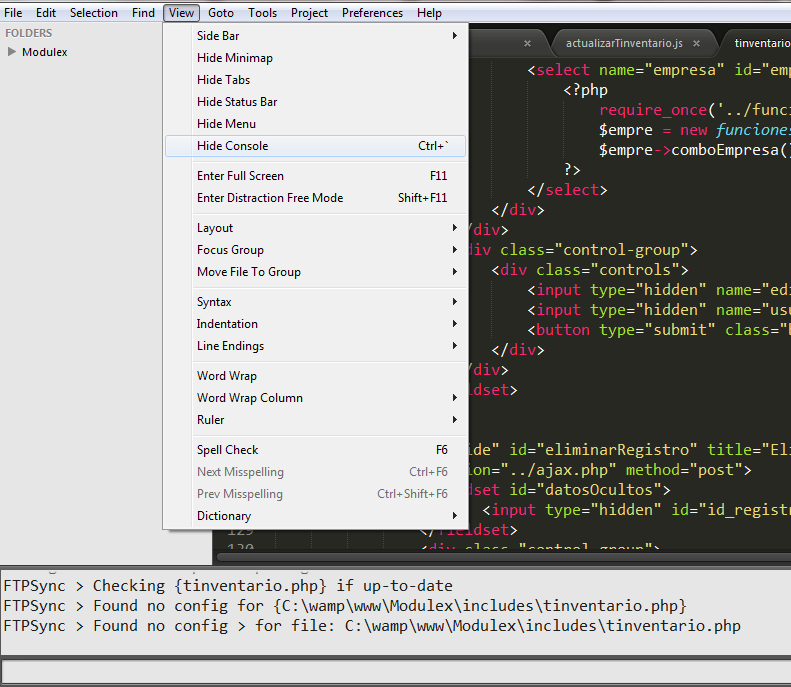 File Edit Selection Find View Goto Tools Project Preferences Help
FOLDERS
Modulex
Side Bar
Hide Minimap
Hide Tabs
Hide Status Bar
Hide Menu
Hide Console Ctrl+`
Enter Full Screen F11
Enter Distraction Free Mode Shift+F11
Layout
Focus Group
Move File To Group
Syntax
Indentation
Line Endings
Word Wrap
Word Wrap Column
Ruler
Spell Check F6
Next Misspelling Ctrl+F6
Prev Misspelling Ctrl+Shift+F6
Dictionary
× actualizarTinventario.js × tinventario
<select name="empresa" id="emp
<?php
require_once('../funci
$empre = new funciones
$empre->comboEmpresa()
?>
</select>
</div>
/div>
div class="control-group">
<div class="controls">
<input type="hidden" name="edi
<input type="hidden" name="usu
<button type="submit" class="b
</div>
/div>
ldset>
ide" id="eliminarRegistro" title="Eli
ion="../ajax.php" method="post">
dset id="datosOcultos">
<input type="hidden" id="id_registr
129 </fieldset>
130 <div class="control-group">
FTPSync > Checking {tinventario.php} if up-to-date
FTPSync > Found no config for {C:\wamp\www\Modulex\includes\tinventario.php}
FTPSync > Found no config > for file: C:\wamp\www\Modulex\includes\tinventario.php